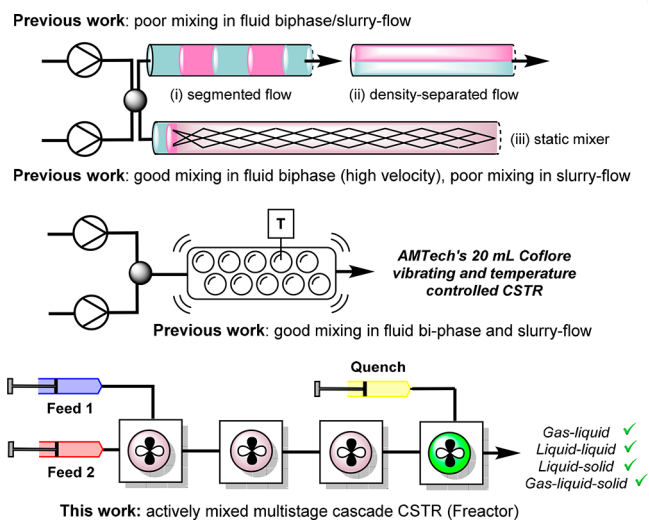 Previous work: poor mixing in fluid biphase/slurry-flow
(i) segmented flow
(ii) density-separated flow
(iii) static mixer
Previous work: good mixing in fluid biphase (high velocity), poor mixing in slurry-flow
T
AMTech's 20 mL Coflore
vibrating and temperature
controlled CSTR
Previous work: good mixing in fluid bi-phase and slurry-flow
Quench
Feed 1
Feed 2
Gas-liquid ✓
Liquid-liquid ✓
Liquid-solid ✓
Gas-liquid-solid ✓
This work: actively mixed multistage cascade CSTR (Freactor)